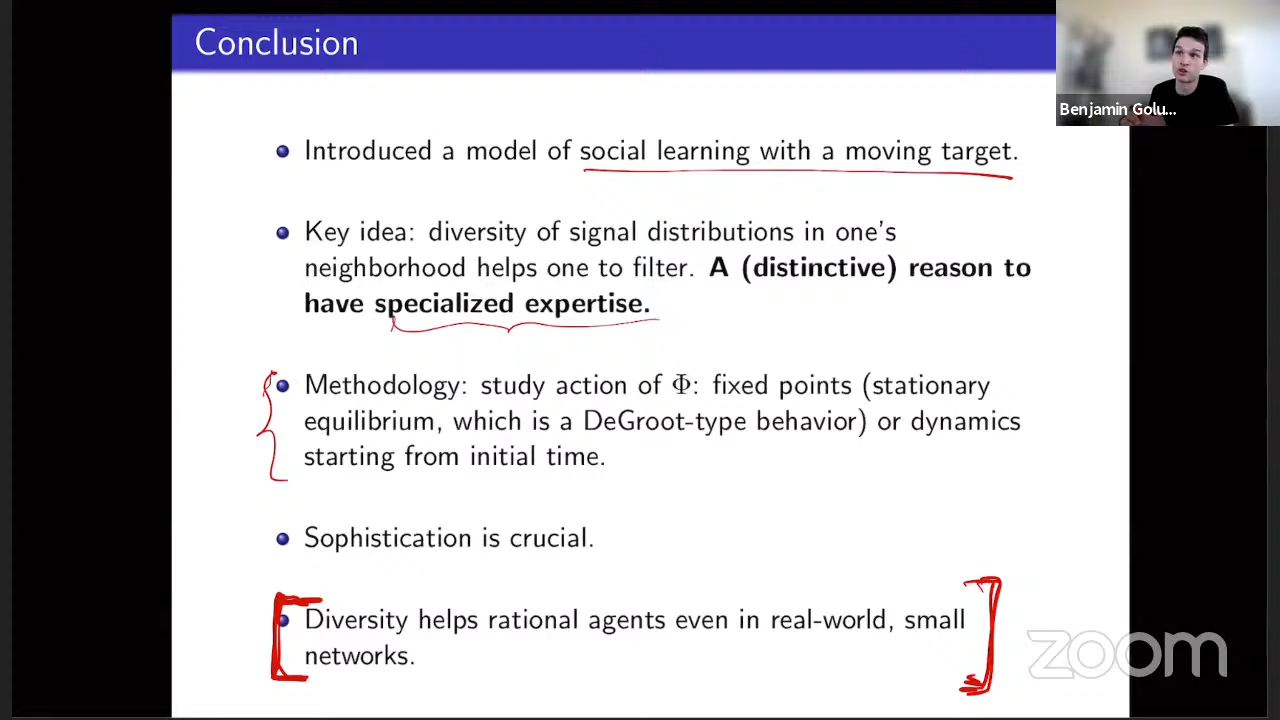 Conclusion
Benjamin Golu...
Introduced a model of social learning with a moving target.
Key idea: diversity of signal distributions in one's
neighborhood helps one to filter. A (distinctive) reason to
have specialized expertise.
Methodology: study action of Φ: fixed points (stationary
equilibrium, which is a DeGroot-type behavior) or dynamics
starting from initial time.
Sophistication is crucial.
Diversity helps rational agents even in real-world, small
networks.
zoom